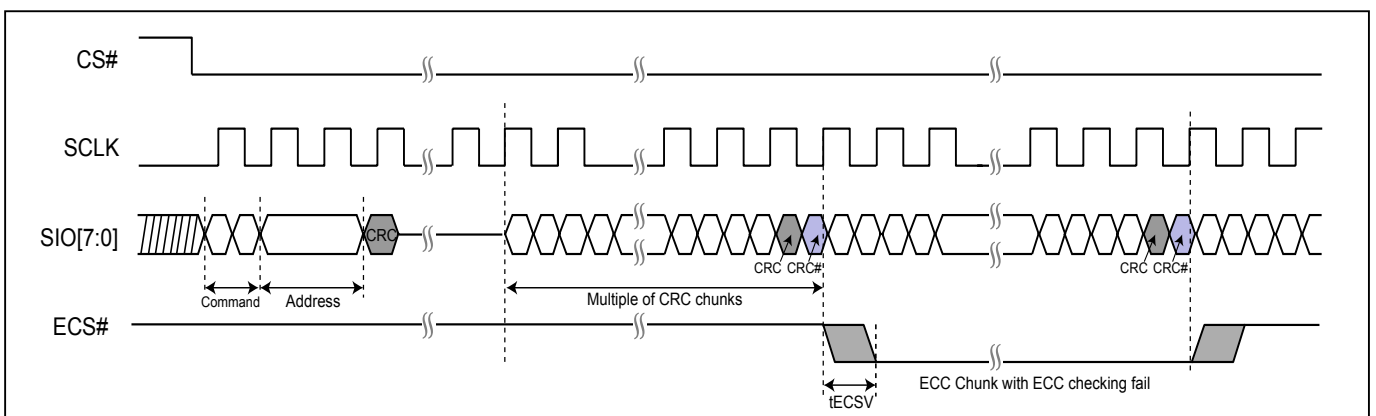 CS#
SCLK
SIO[7:0]
CRC
CRC CRC#
CRC CRC#
Command
Address
Multiple of CRC chunks
ECS#
ECC Chunk with ECC checking fail
tECSV